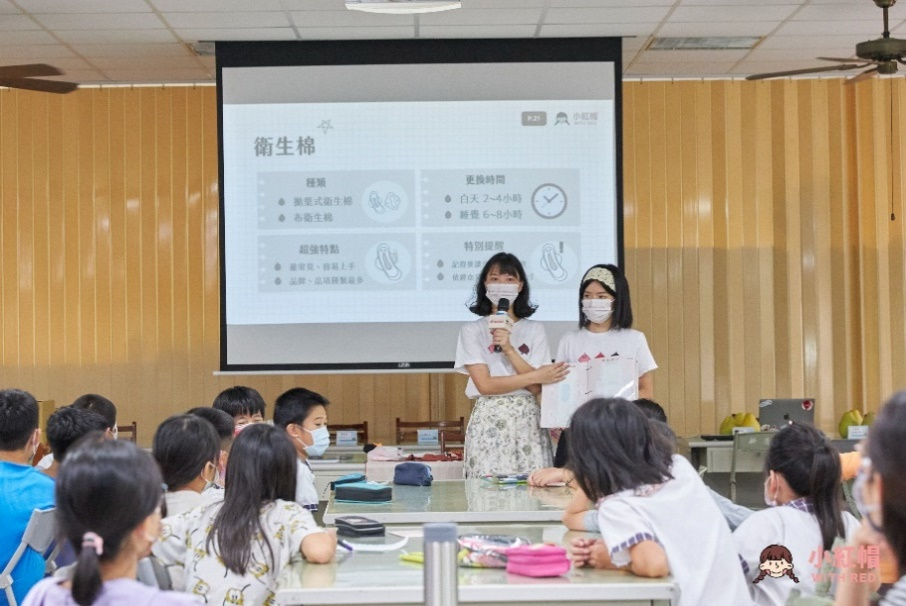 P.21
小紅帽
WITH RED
衛生棉
種類
拋棄式衛生棉
布衛生棉
更換時間
白天 2~4小時
睡覺 6~8小時
超強特點
最常見、容易上手
品牌、品項種類最多
特別提醒
小紅帽
WITH RED